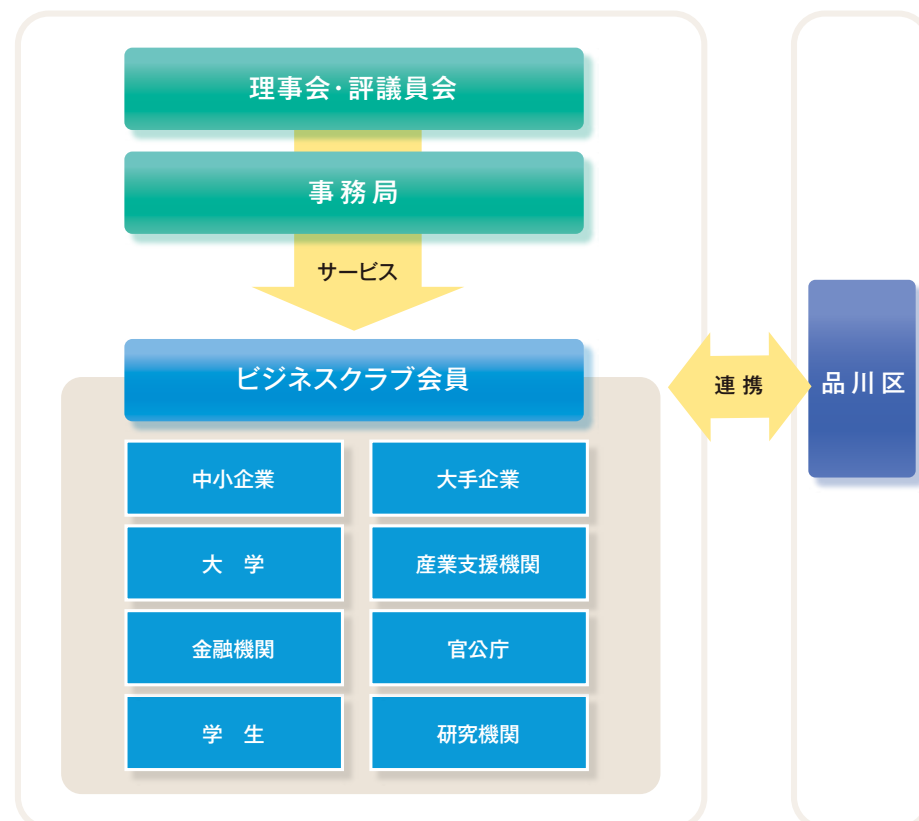 理事会・評議員会
事務局
サービス
ビジネスクラブ会員
連携
品川区
中小企業
大手企業
大　学
産業支援機関
金融機関
官公庁
学　生
研究機関